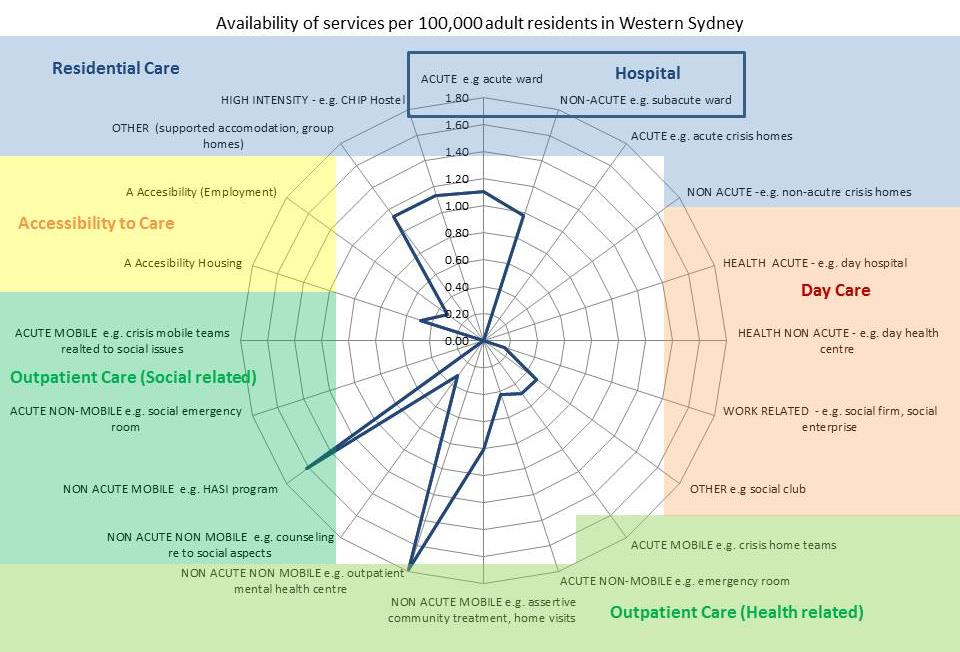 Availability of services per 100,000 adult residents in Western Sydney
Residential Care
Hospital
ACUTE e.g acute ward
NON-ACUTE e.g. subacute ward
ACUTE e.g. acute crisis homes
NON ACUTE -e.g. non-acutre crisis homes
HEALTH ACUTE - e.g. day hospital
Day Care
HEALTH NON ACUTE - e.g. day health
centre
WORK RELATED - e.g. social firm, social
enterprise
OTHER e.g social club
ACUTE MOBILE e.g. crisis home teams
ACUTE NON-MOBILE e.g. emergency room
Outpatient Care (Health related)
NON ACUTE MOBILE e.g. assertive
community treatment, home visits
NON ACUTE NON MOBILE e.g. outpatient
mental health centre
NON ACUTE NON MOBILE e.g. counseling
re to social aspects
NON ACUTE MOBILE e.g. HASI program
ACUTE NON-MOBILE e.g. social emergency
room
Outpatient Care (Social related)
ACUTE MOBILE e.g. crisis mobile teams
realted to social issues
A Accesibility Housing
Accessibility to Care
A Accesibility (Employment)
OTHER (supported accomodation, group
homes)
HIGH INTENSITY - e.g. CHIP Hostel
1.80
1.60
1.40
1.20
1.00
0.80
0.60
0.40
0.20
0.00